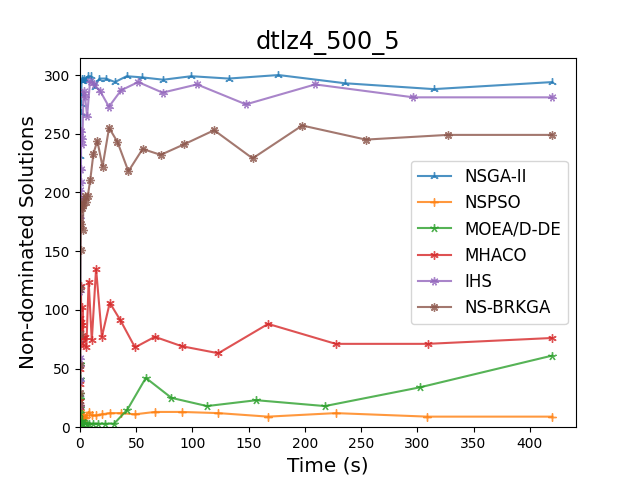 dtlz4_500_5
Non-dominated Solutions
300
250
200
150
100
50
0
NSGA-II
NSPSO
MOEA/D-DE
MHACO
IHS
NS-BRKGA
0 50 100 150 200 250 300 350 400
Time (s)